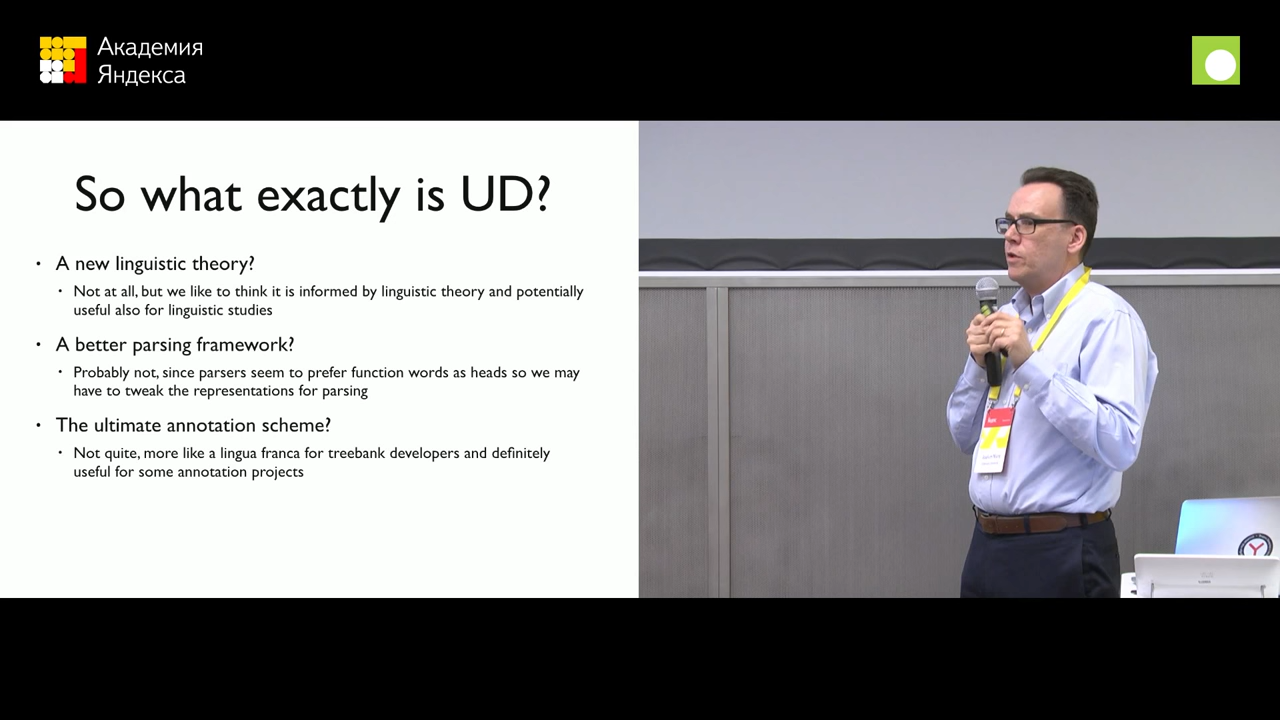 Академия
Яндекса
So what exactly is UD?
• A new linguistic theory?
• Not at all, but we like to think it is informed by linguistic theory and potentially
useful also for linguistic studies
• A better parsing framework?
• Probably not, since parsers seem to prefer function words as heads so we may
have to tweak the representations for parsing
• The ultimate annotation scheme?
• Not quite, more like a lingua franca for treebank developers and definitely
useful for some annotation projects